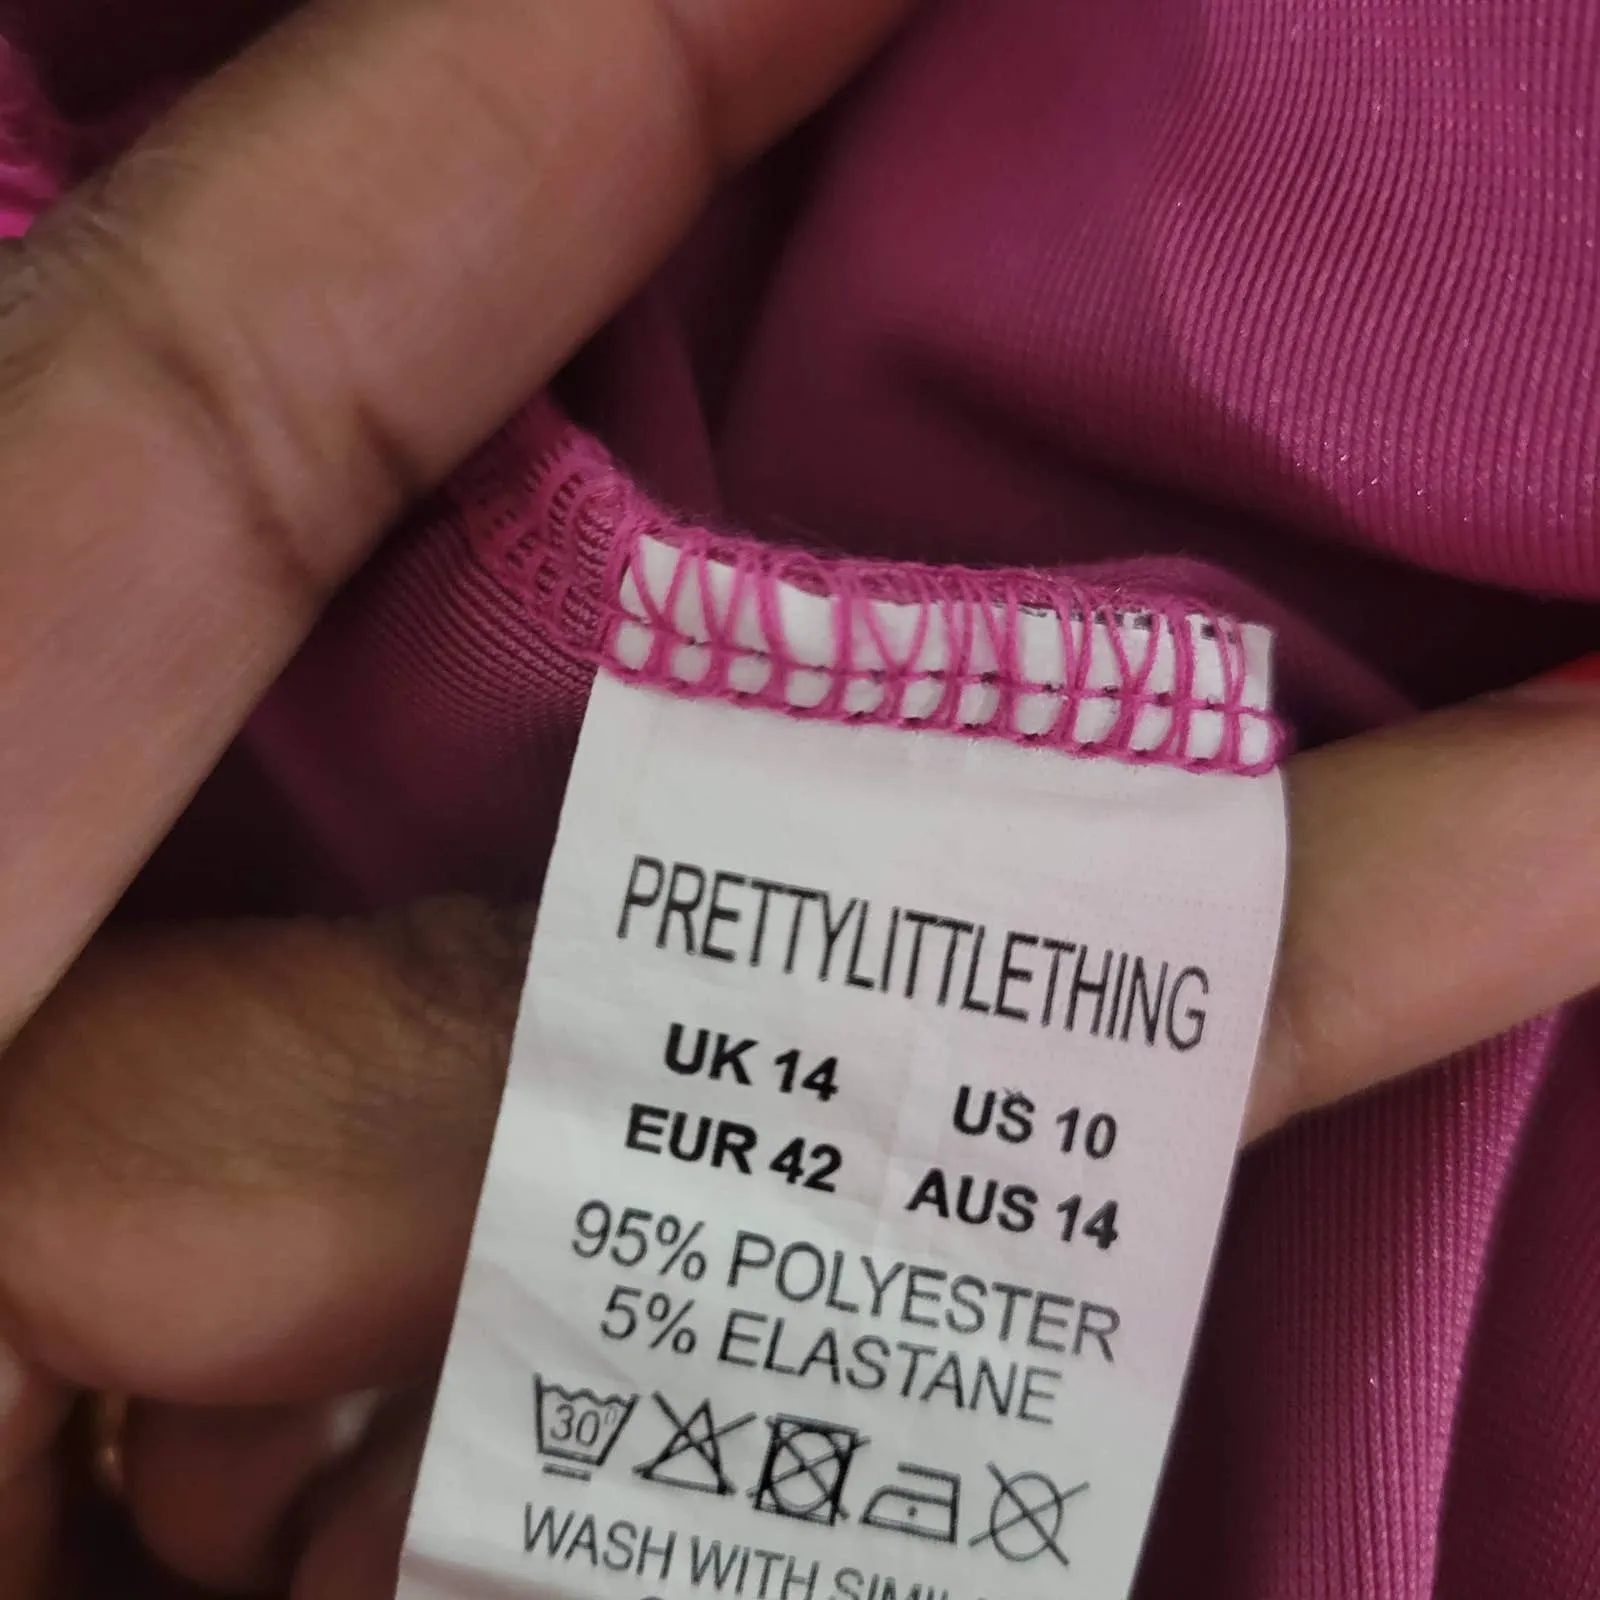 PRETTYLITTLETHING
UK 14 US 10
EUR 42 AUS 14
95% POLYESTER
5% ELASTANE
30°
WASH WITH